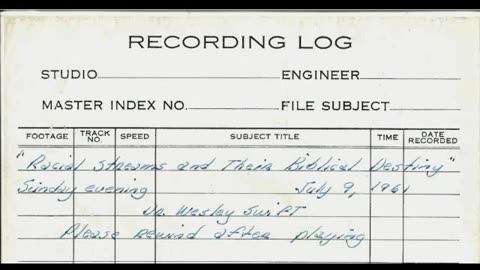 RECORDING LOG
STUDIO ENGINEER
MASTER INDEX NO. FILE SUBJECT
FOOTAGE TRACK NO. SPEED SUBJECT TITLE TIME DATE RECORDED
"Racial Streams and Their Biblical Destiny"
Sunday evening July 9, 1961
Dr. Wesley Swift
Please rewind after playing